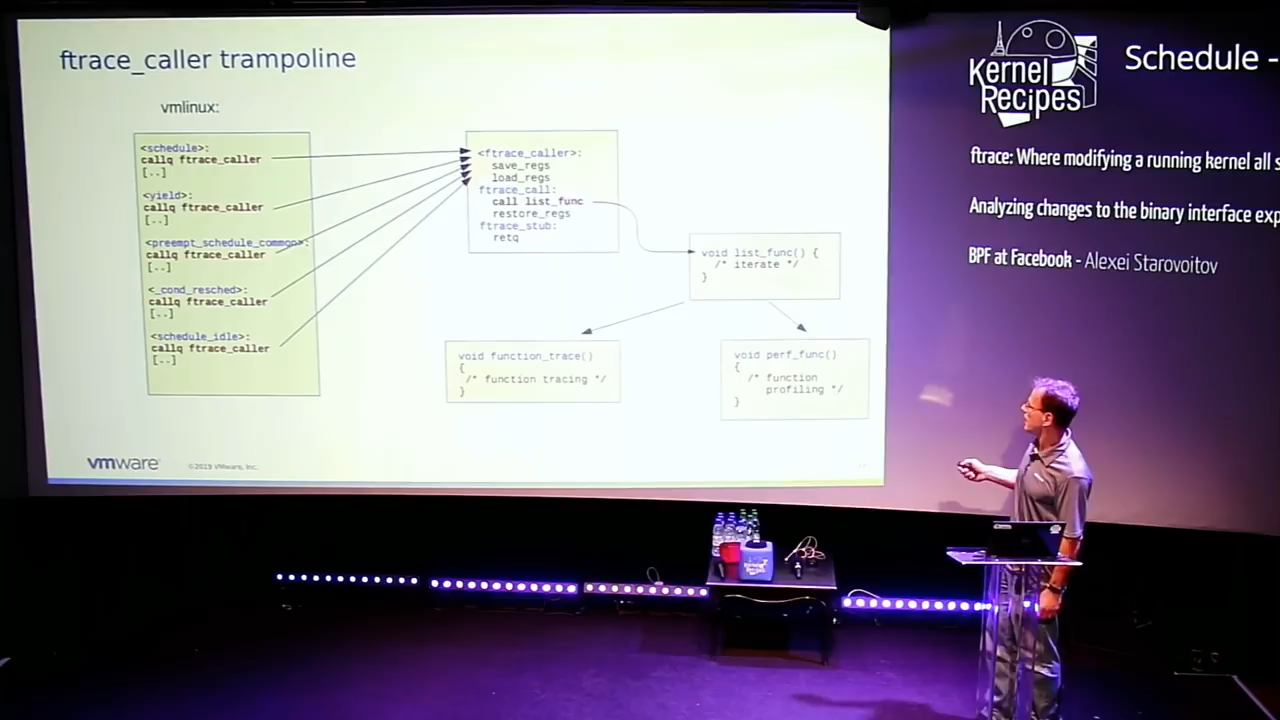 ftrace_caller trampoline
vmlinux:
<schedule>:
callq ftrace_caller
[..]
<yield>:
callq ftrace_caller
[..]
<preempt_schedule_common>:
callq ftrace_caller
[..]
<_cond_resched>:
callq ftrace_caller
[..]
<schedule_idle>:
callq ftrace_caller
[..]
<ftrace_caller>:
save_regs
load_regs
ftrace_call:
call list_func
restore_regs
ftrace_stub:
retq
void list_func() {
/* iterate */
}
void function_trace()
{
/* function tracing */
}
void perf_func()
{
/* function
profiling */
}
vmware
©2019 VMware, Inc.
Kernel
Recipes
Schedule -
ftrace: Where modifying a running kernel all s
Analyzing changes to the binary interface exp
BPF at Facebook - Alexei Starovoitov
Kernel
Recipes